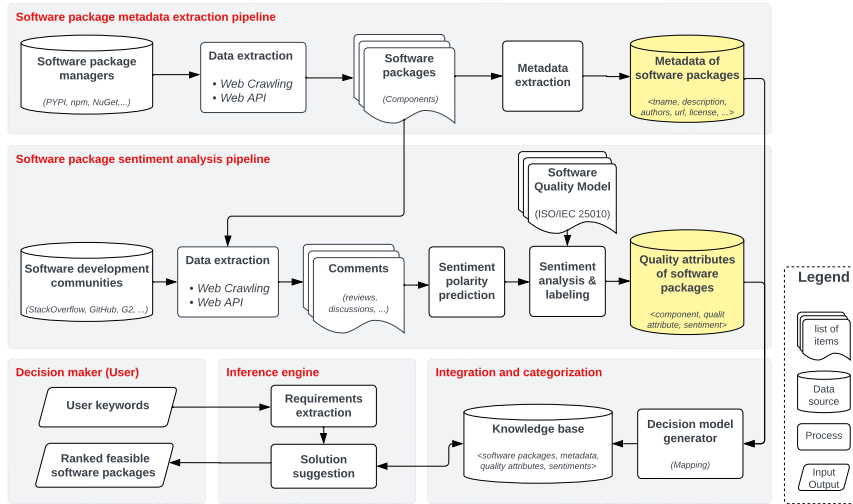 Software package metadata extraction pipeline
Software package
managers
(PYPI, npm, NuGet,...)
Data extraction
• Web Crawling
• Web API
Software
packages
(Components)
Metadata
extraction
Metadata of
software packages
<tname, description,
authors, url, license, ...>
Software package sentiment analysis pipeline
Software
Quality Model
(ISO/IEC 25010)
Software development
communities
(StackOverflow, GitHub, G2, ...)
Data extraction
• Web Crawling
• Web API
Comments
(reviews,
discussions, ...)
Sentiment
polarity
prediction
Sentiment
analysis &
labeling
Quality attributes
of software
packages
<component, qualit
attribute, sentiment>
Decision maker (User)
User keywords
Ranked feasible
software packages
Inference engine
Requirements
extraction
Solution
suggestion
Integration and categorization
Knowledge base
<software packages, metadata,
quality attributes, sentiments>
Decision model
generator
(Mapping)
Legend
list of
items
Data
source
Process
Input
Output